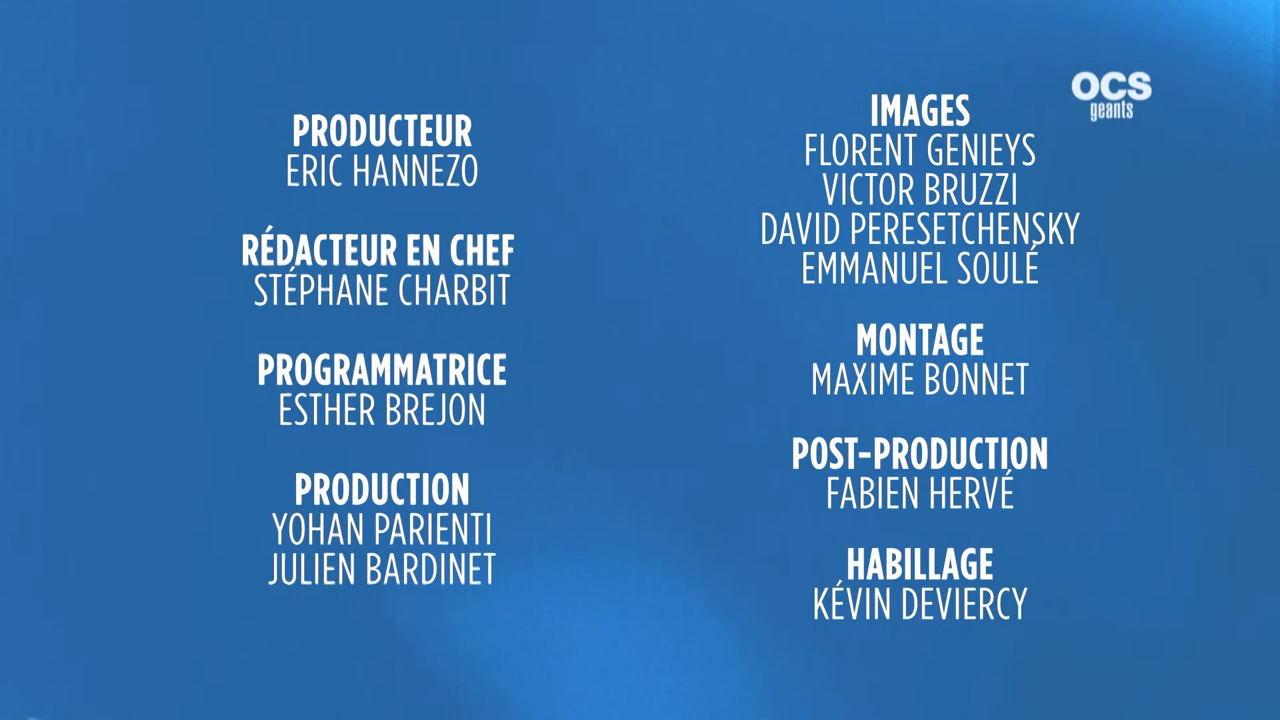 PRODUCTEUR
ERIC HANNEZO
RÉDACTEUR EN CHEF
STÉPHANE CHARBIT
PROGRAMMATRICE
ESTHER BREJON
PRODUCTION
YOHAN PARIENTI
JULIEN BARDINET
IMAGES
FLORENT GENIEYS
VICTOR BRUZZI
DAVID PERESETCHENSKY
EMMANUEL SOULÉ
MONTAGE
MAXIME BONNET
POST-PRODUCTION
FABIEN HERVÉ
HABILLAGE
KÉVIN DEVIERCY
OCS
geants